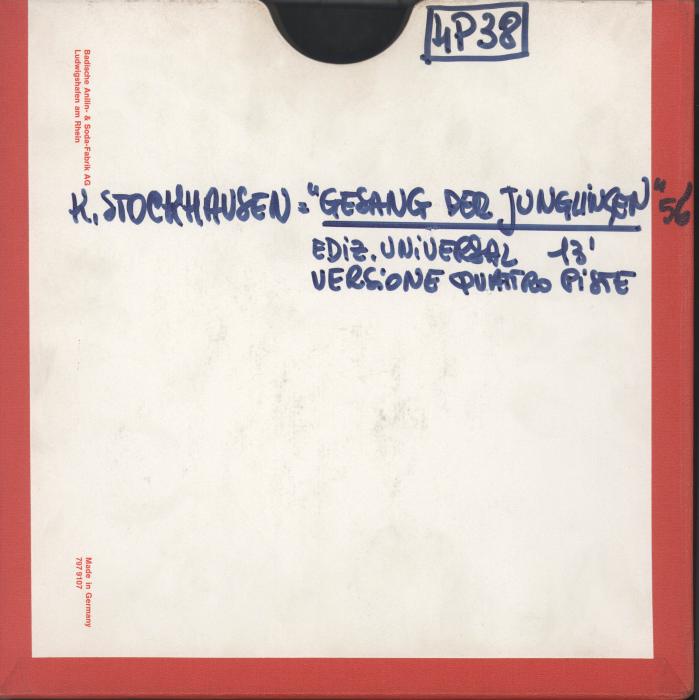 4P38
Badische Anilin- & Soda-Fabrik AG
Ludwigshafen am Rhein
K. STOCKHAUSEN = "GESANG DER JUNGLINGEN" 56
EDIZ. UNIVERSAL 13'
VERSIONE QUATTRO PISTE
Made in Germany
797 9107